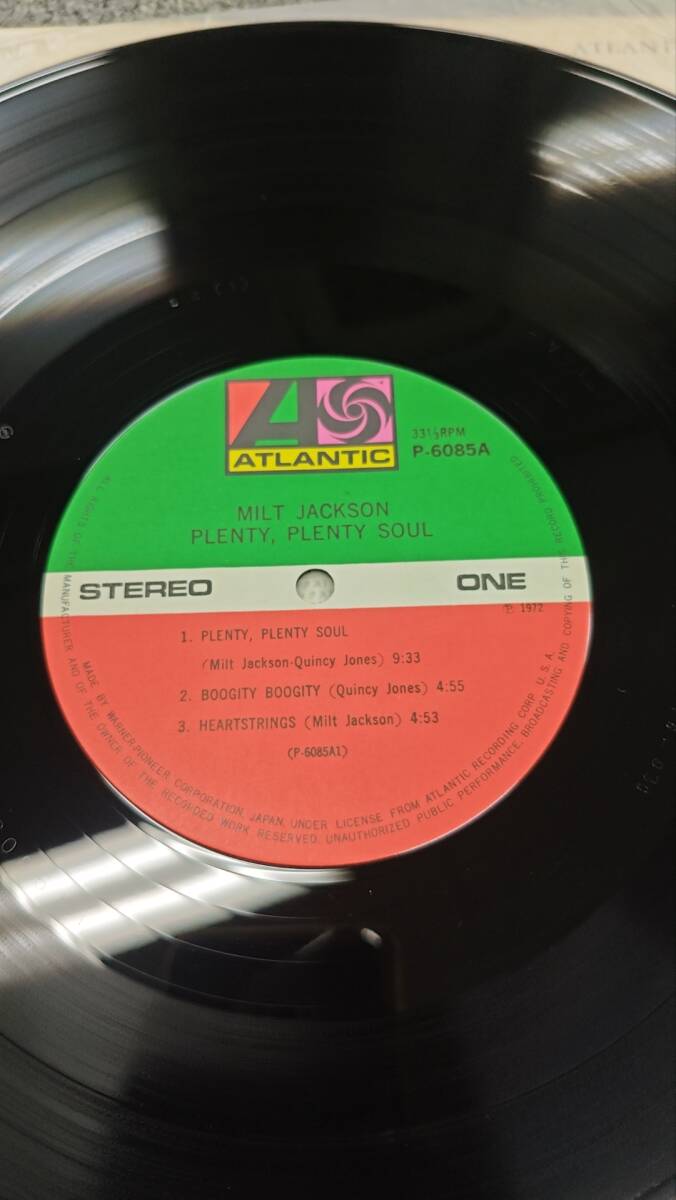 ATLANTIC
33⅓RPM
P-6085A
MILT JACKSON
PLENTY, PLENTY SOUL
STEREO
ONE
Ⓟ 1972
1. PLENTY, PLENTY SOUL
(Milt Jackson-Quincy Jones) 9:33
2. BOOGITY BOOGITY (Quincy Jones) 4:55
3. HEARTSTRINGS (Milt Jackson) 4:53
(P-6085A1)
MADE BY WARNER-PIONEER CORPORATION, JAPAN, UNDER LICENSE FROM ATLANTIC RECORDING CORP. U.S.A.
ALL RIGHTS OF THE MANUFACTURER AND OF THE OWNER OF THE RECORDED WORK RESERVED. UNAUTHORIZED PUBLIC PERFORMANCE, BROADCASTING AND COPYING OF THE RECORD PROHIBITED